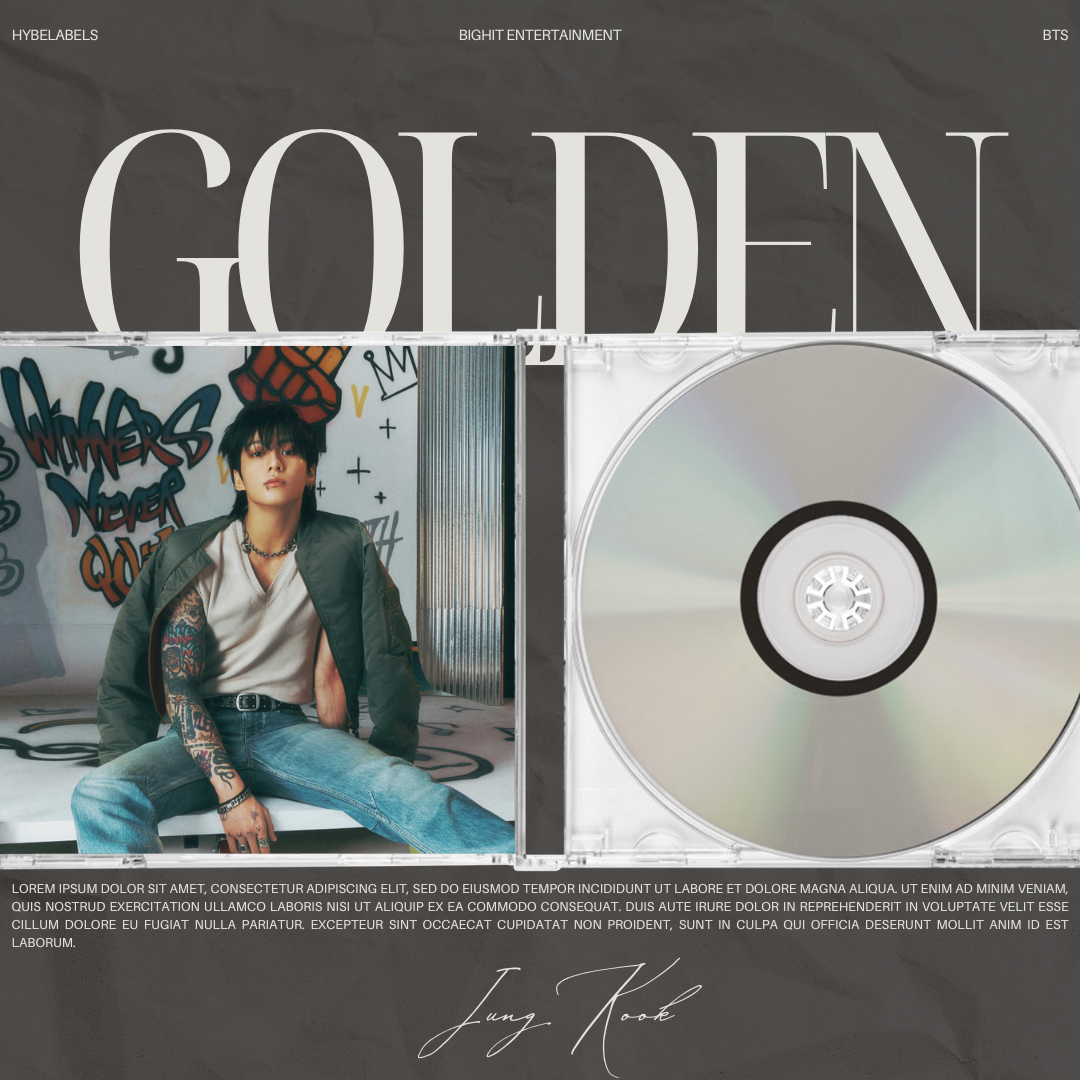 HYBELABELS BIGHIT ENTERTAINMENT BTS
GOLDEN
WINNERS
NEVER
QUIT
LOREM IPSUM DOLOR SIT AMET, CONSECTETUR ADIPISCING ELIT, SED DO EIUSMOD TEMPOR INCIDIDUNT UT LABORE ET DOLORE MAGNA ALIQUA. UT ENIM AD MINIM VENIAM,
QUIS NOSTRUD EXERCITATION ULLAMCO LABORIS NISI UT ALIQUIP EX EA COMMODO CONSEQUAT. DUIS AUTE IRURE DOLOR IN REPREHENDERIT IN VOLUPTATE VELIT ESSE
CILLUM DOLORE EU FUGIAT NULLA PARIATUR. EXCEPTEUR SINT OCCAECAT CUPIDATAT NON PROIDENT, SUNT IN CULPA QUI OFFICIA DESERUNT MOLLIT ANIM ID EST
LABORUM.
Jung Kook